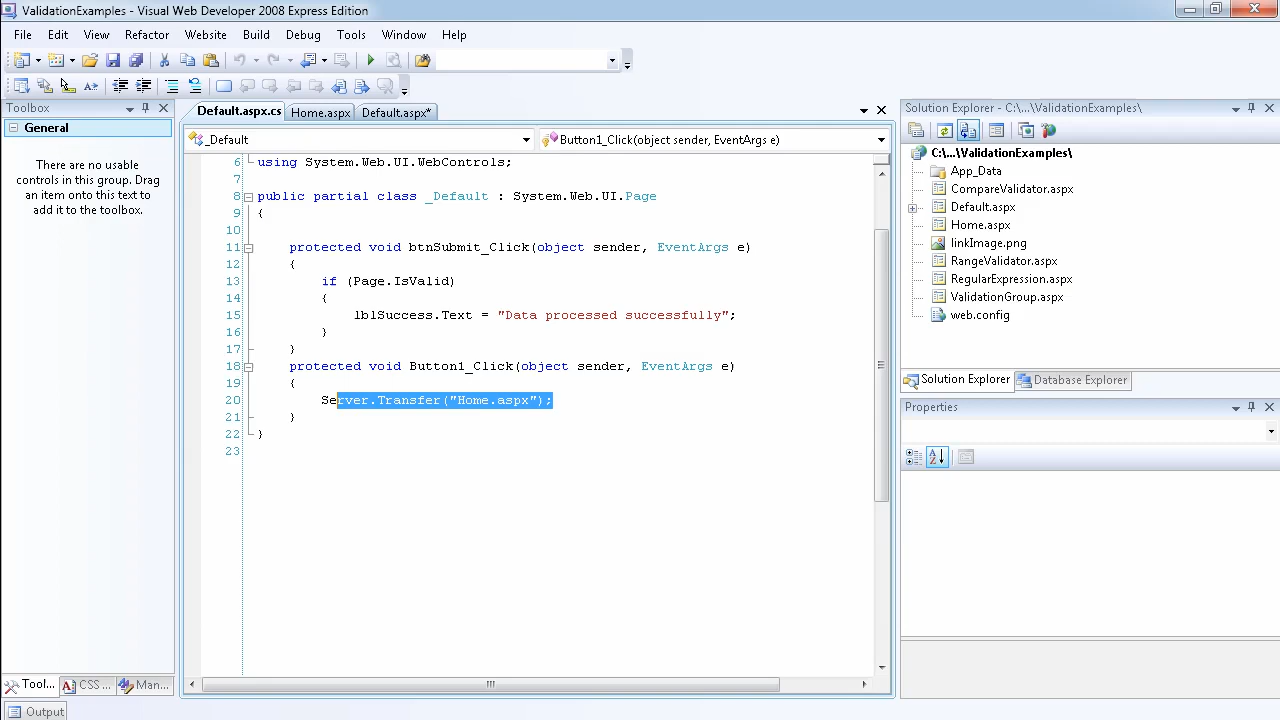 ValidationExamples - Visual Web Developer 2008 Express Edition
File Edit View Refactor Website Build Debug Tools Window Help
Toolbox
General
There are no usable
controls in this group. Drag
an item onto this text to
add it to the toolbox.
Tool... CSS ... Man...
Output
Default.aspx.cs Home.aspx Default.aspx*
_Default Button1_Click(object sender, EventArgs e)
6 using System.Web.UI.WebControls;
7
8 public partial class _Default : System.Web.UI.Page
9 {
10
11 protected void btnSubmit_Click(object sender, EventArgs e)
12 {
13 if (Page.IsValid)
14 {
15 lblSuccess.Text = "Data processed successfully";
16 }
17 }
18 protected void Button1_Click(object sender, EventArgs e)
19 {
20 Server.Transfer("Home.aspx");
21 }
22 }
23
Solution Explorer - C:\...\ValidationExamples\
C:\...\ValidationExamples\
App_Data
CompareValidator.aspx
Default.aspx
Home.aspx
linkImage.png
RangeValidator.aspx
RegularExpression.aspx
ValidationGroup.aspx
web.config
Solution Explorer Database Explorer
Properties